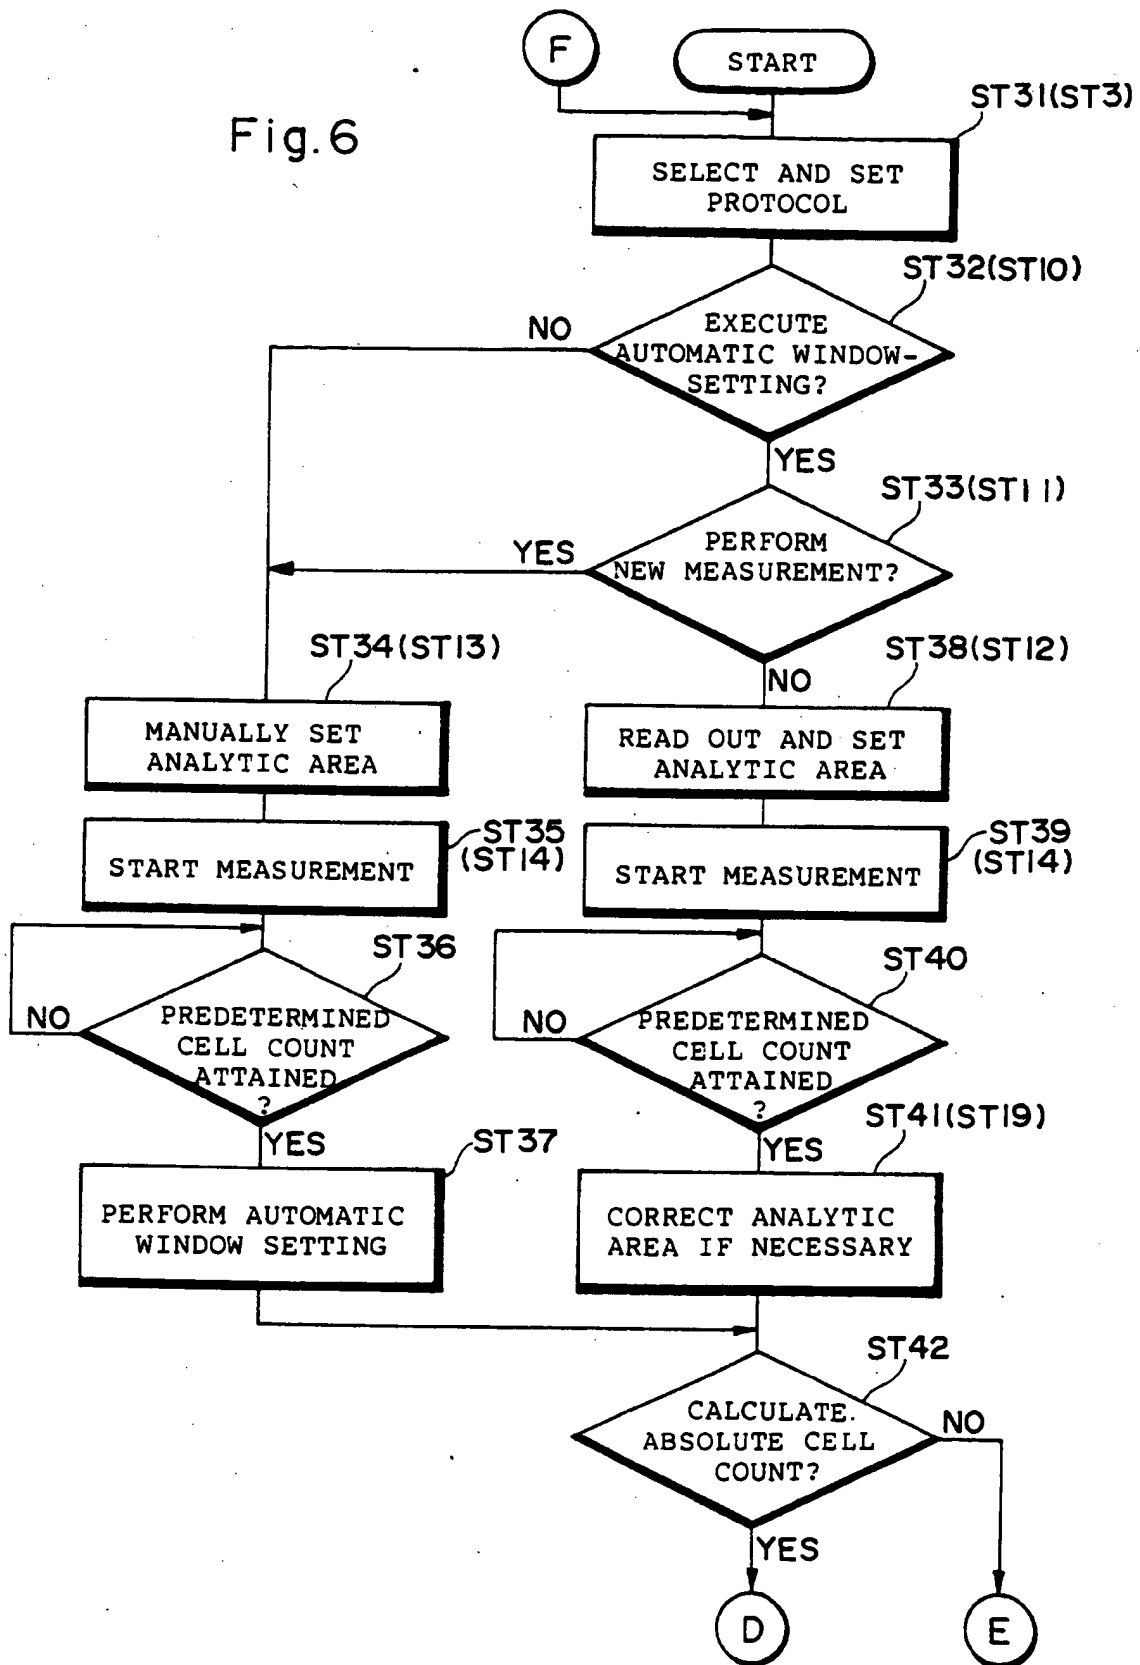 F
START
Fig.6
ST31(ST3)
SELECT AND SET
PROTOCOL
ST32(ST10)
NO
EXECUTE
AUTOMATIC WINDOW-
SETTING?
YES
ST33(ST11)
YES
PERFORM
NEW MEASUREMENT?
ST34(ST13)
ST38(ST12)
NO
MANUALLY SET
ANALYTIC AREA
READ OUT AND SET
ANALYTIC AREA
ST35
(ST14)
ST39
(ST14)
START MEASUREMENT
START MEASUREMENT
ST36
ST40
NO
PREDETERMINED
CELL COUNT
ATTAINED
?
NO
PREDETERMINED
CELL COUNT
ATTAINED
?
YES
ST37
YES
ST41(ST19)
PERFORM AUTOMATIC
WINDOW SETTING
CORRECT ANALYTIC
AREA IF NECESSARY
ST42
CALCULATE.
ABSOLUTE CELL
COUNT?
NO
YES
D
E